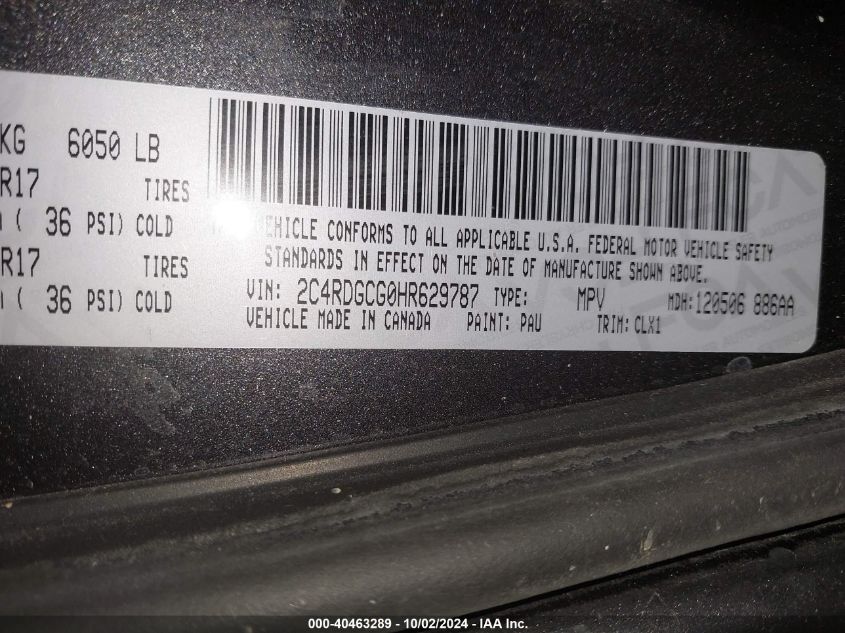 KG 6050 LB
R17 TIRES
( 36 PSI) COLD
R17 TIRES
( 36 PSI) COLD
VEHICLE CONFORMS TO ALL APPLICABLE U.S.A. FEDERAL MOTOR VEHICLE SAFETY
STANDARDS IN EFFECT ON THE DATE OF MANUFACTURE SHOWN ABOVE.
VIN: 2C4RDGCG0HR629787 TYPE: MPV MDH: 120506 886AA
VEHICLE MADE IN CANADA PAINT: PAU TRIM: CLX1
000-40463289 - 10/02/2024 - IAA Inc.